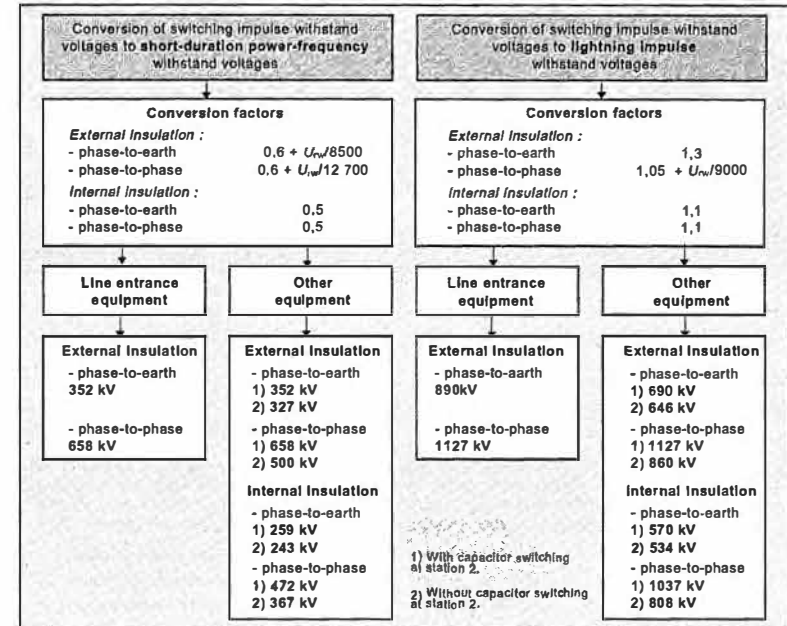 Conversion of switching impulse withstand
voltages to short-duration power-frequency
withstand voltages
Conversion factors
External Insulation :
- phase-to-earth 0,6 + Urw/8500
- phase-to-phase 0,6 + Urw/12 700
Internal Insulation :
- phase-to-earth 0,5
- phase-to-phase 0,5
Line entrance
equipment
Other
equipment
External Insulation
- phase-to-earth
352 kV
- phase-to-phase
658 kV
External Insulation
- phase-to-earth
1) 352 kV
2) 327 kV
- phase-to-phase
1) 658 kV
2) 500 kV
Internal Insulation
- phase-to-earth
1) 259 kV
2) 243 kV
- phase-to-phase
1) 472 kV
2) 367 kV
Conversion of switching impulse withstand
voltages to lightning impulse
withstand voltages
Conversion factors
External Insulation :
- phase-to-earth 1,3
- phase-to-phase 1,05 + Urw/9000
Internal Insulation :
- phase-to-earth 1,1
- phase-to-phase 1,1
Line entrance
equipment
Other
equipment
External Insulation
- phase-to-aarth
890kV
- phase-to-phase
1127 kV
External Insulation
- phase-to-earth
1) 690 kV
2) 646 kV
- phase-to-phase
1) 1127 kV
2) 860 kV
Internal Insulation
- phase-to-earth
1) 570 kV
2) 534 kV
- phase-to-phase
1) 1037 kV
2) 808 kV
1) With capacitor switching
at station 2.
2) Without capacitor switching
at station 2.